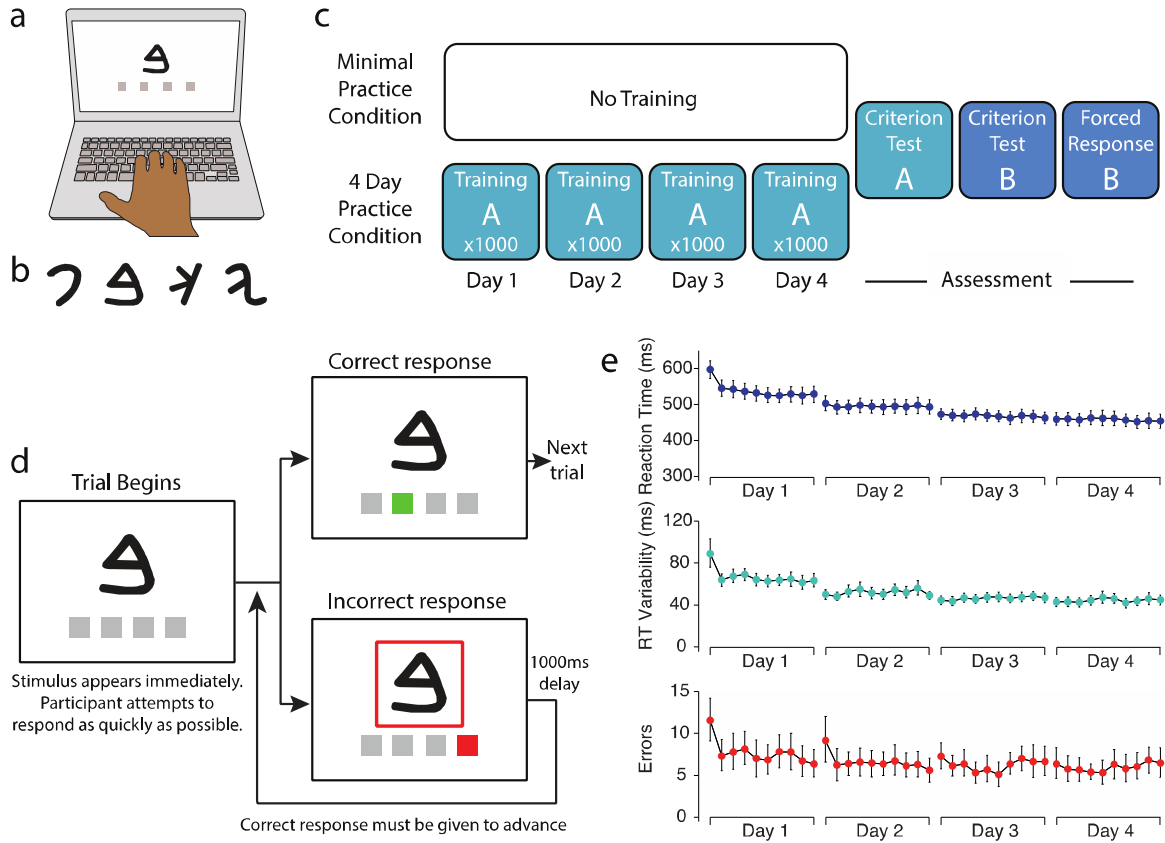 a
b
c
Minimal
Practice
Condition
No Training
4 Day
Practice
Condition
Training
A
x1000
Training
A
x1000
Training
A
x1000
Training
A
x1000
Day 1
Day 2
Day 3
Day 4
Criterion
Test
A
Criterion
Test
B
Forced
Response
B
Assessment
d
Trial Begins
Stimulus appears immediately.
Participant attempts to
respond as quickly as possible.
Correct response
Next
trial
Incorrect response
1000ms
delay
Correct response must be given to advance
e
Reaction Time (ms)
600
500
400
300
Day 1 Day 2 Day 3 Day 4
RT Variability (ms)
120
80
40
0
Day 1 Day 2 Day 3 Day 4
Errors
15
10
5
0
Day 1 Day 2 Day 3 Day 4